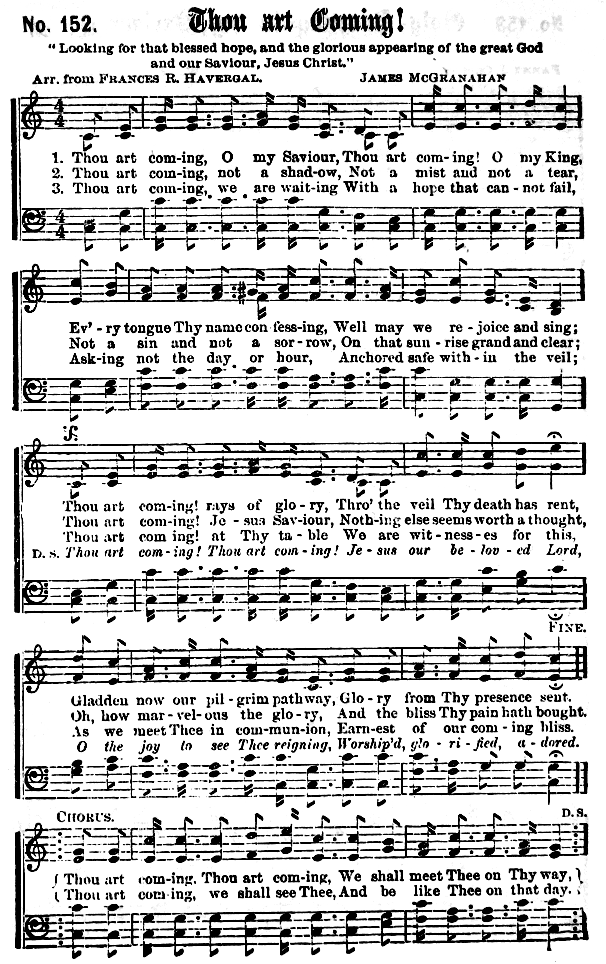 No. 152. Thou art Coming!
"Looking for that blessed hope, and the glorious appearing of the great God
and our Saviour, Jesus Christ."
Arr. from FRANCES R. HAVERGAL. JAMES McGRANAHAN
1. Thou art com-ing, O my Saviour, Thou art com-ing! O my King,
2. Thou art com-ing, not a shad-ow, Not a mist and not a tear,
3. Thou art com-ing, we are wait-ing With a hope that can-not fail,
Ev'-ry tongue Thy name con fess-ing, Well may we re-joice and sing;
Not a sin and not a sor-row, On that sun-rise grand and clear;
Ask-ing not the day or hour, Anchored safe with-in the veil;
Thou art com-ing! rays of glo-ry, Thro' the veil Thy death has rent,
Thou art com-ing! Je-sus Sav-iour, Noth-ing else seems worth a thought,
Thou art com ing! at Thy ta-ble We are wit-ness-es for this,
D. S. Thou art com-ing! Thou art com-ing! Je-sus our be-lov-ed Lord,
FINE.
Gladden now our pil-grim pathway, Glo-ry from Thy presence sent.
Oh, how mar-vel-ous the glo-ry, And the bliss Thy pain hath bought.
As we meet Thee in com-mun-ion, Earn-est of our com-ing bliss.
O the joy to see Thee reigning, Worship'd, glo-ri-fied, a-dored.
CHORUS. D. S.
Thou art com-ing, Thou art com-ing, We shall meet Thee on Thy way,
Thou art com-ing, we shall see Thee, And be like Thee on that day.